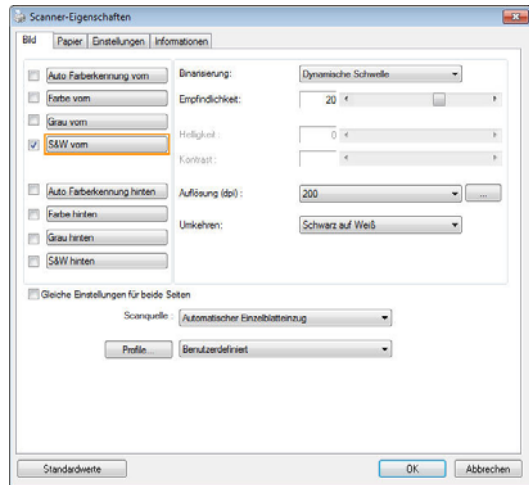 Scanner-Eigenschaften
Bild Papier Einstellungen Informationen
Auto Farberkennung vorn Binarisierung: Dynamische Schwelle
Farbe vorn Empfindlichkeit: 20
Grau vorn
Helligkeit : 0
S&W vorn
Kontrast :
Auto Farberkennung hinten Auflösung (dpi) : 200 ...
Farbe hinten
Umkehren: Schwarz auf Weiß
Grau hinten
S&W hinten
Gleiche Einstellungen für beide Seiten
Scanquelle : Automatischer Einzelblatteinzug
Profile... Benutzerdefiniert
Standardwerte OK Abbrechen